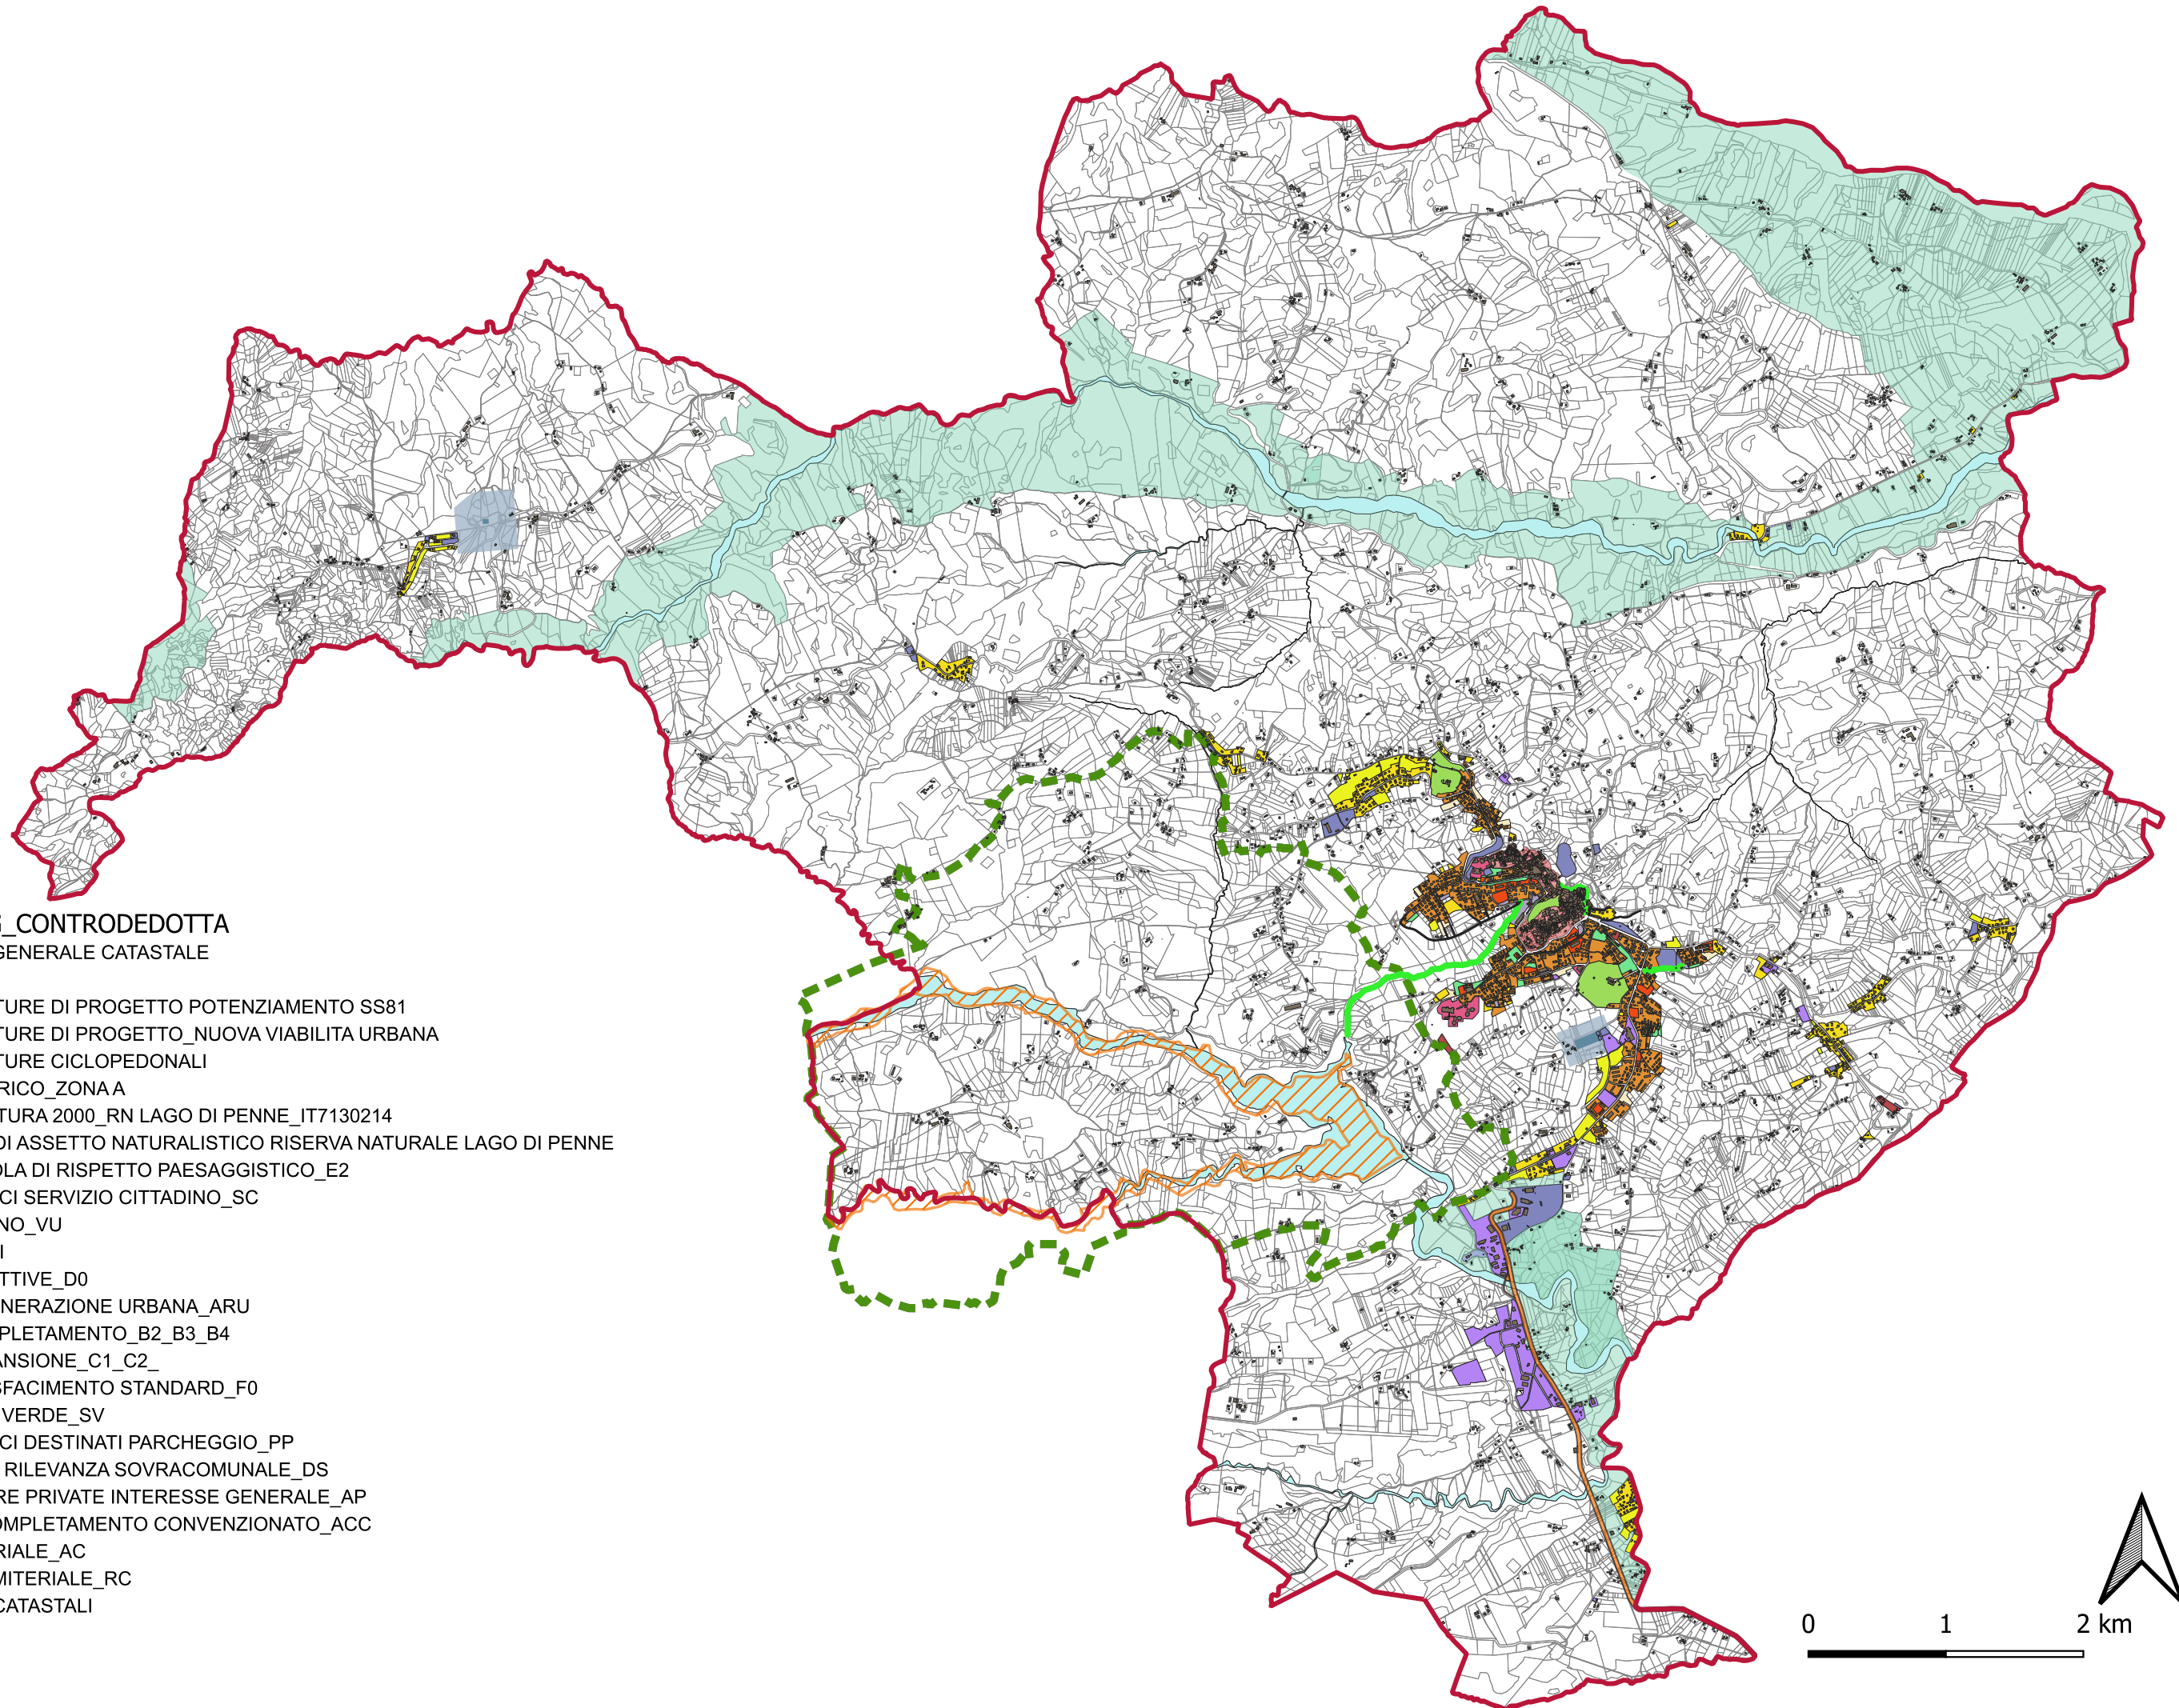 G_CONTRODEDOTTA
GENERALE CATASTALE
TURE DI PROGETTO POTENZIAMENTO SS81
TURE DI PROGETTO_NUOVA VIABILITA URBANA
TURE CICLOPEDONALI
RICO_ZONA A
TURA 2000_RN LAGO DI PENNE_IT7130214
DI ASSETTO NATURALISTICO RISERVA NATURALE LAGO DI PENNE
OLA DI RISPETTO PAESAGGISTICO_E2
CI SERVIZIO CITTADINO_SC
NO_VU
I
TTIVE_D0
NERAZIONE URBANA_ARU
PLETAMENTO_B2_B3_B4
ANSIONE_C1_C2_
SFACIMENTO STANDARD_F0
VERDE_SV
CI DESTINATI PARCHEGGIO_PP
RILEVANZA SOVRACOMUNALE_DS
RE PRIVATE INTERESSE GENERALE_AP
OMPLETAMENTO CONVENZIONATO_ACC
RIALE_AC
MITERIALE_RC
CATASTALI
0 1 2 km